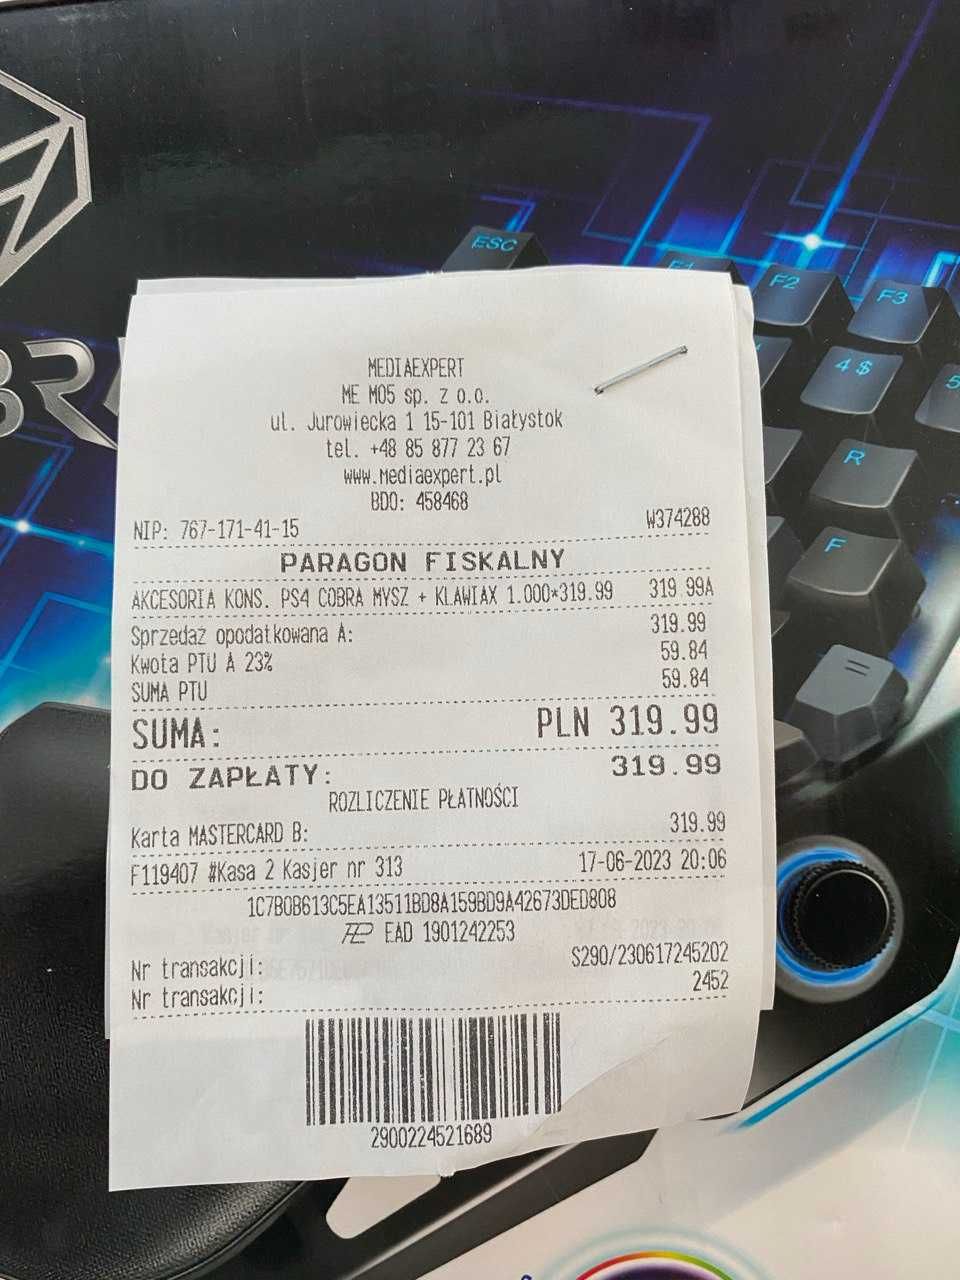 ESC
F1
F2
F3
4 $
5
R
F
MEDIAEXPERT
ME M05 sp. z o.o.
ul. Jurowiecka 1 15-101 Białystok
tel. +48 85 877 23 67
www.mediaexpert.pl
BDO: 458468
NIP: 767-171-41-15 W374288
PARAGON FISKALNY
AKCESORIA KONS. PS4 COBRA MYSZ + KLAWIAX 1.000*319.99 319.99A
Sprzedaż opodatkowana A: 319.99
Kwota PTU A 23% 59.84
SUMA PTU 59.84
SUMA: PLN 319.99
DO ZAPŁATY: 319.99
ROZLICZENIE PŁATNOŚCI
Karta MASTERCARD B: 319.99
F119407 #Kasa 2 Kasjer nr 313 17-06-2023 20:06
1C7B0B613C5EA13511BD8A159BD9A42673DED808
EAD 1901242253
Nr transakcji: S290/230617245202
Nr transakcji: 2452
2900224521689